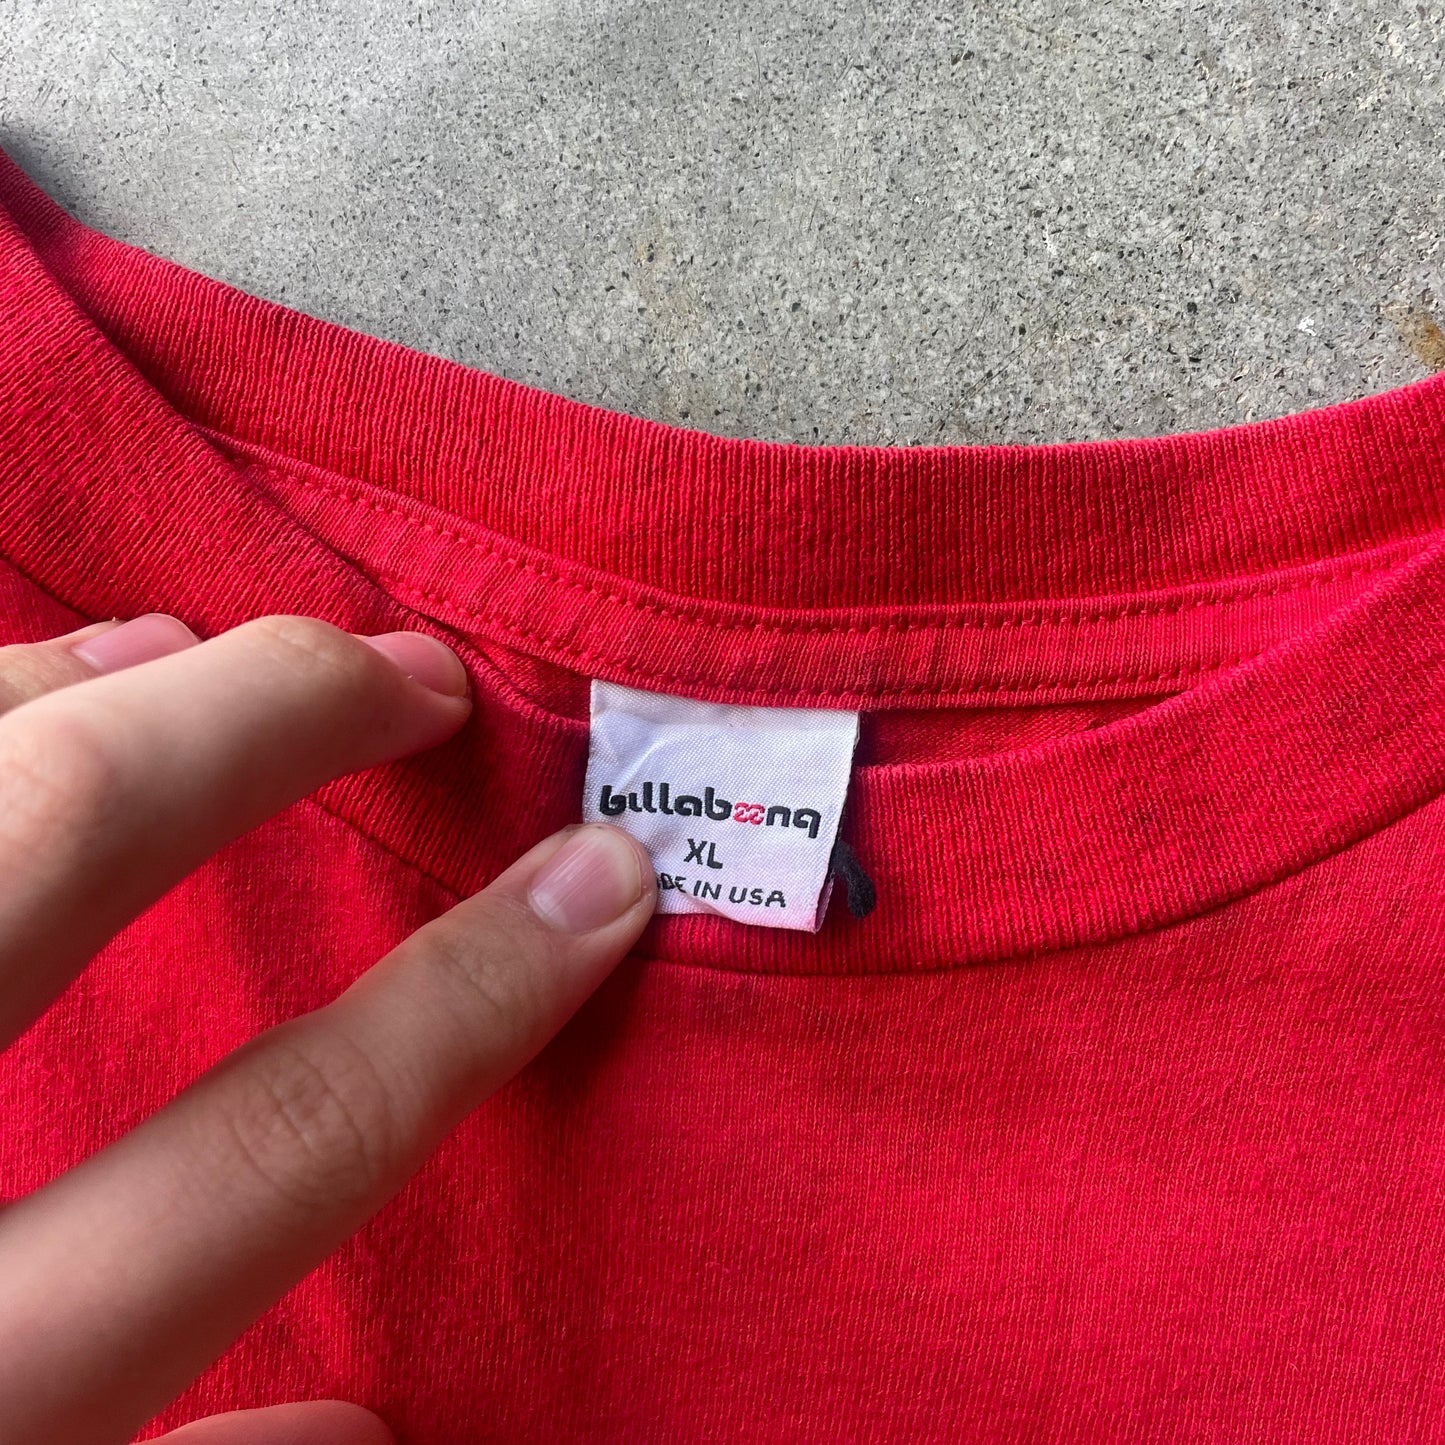 billabong
XL
DE IN USA